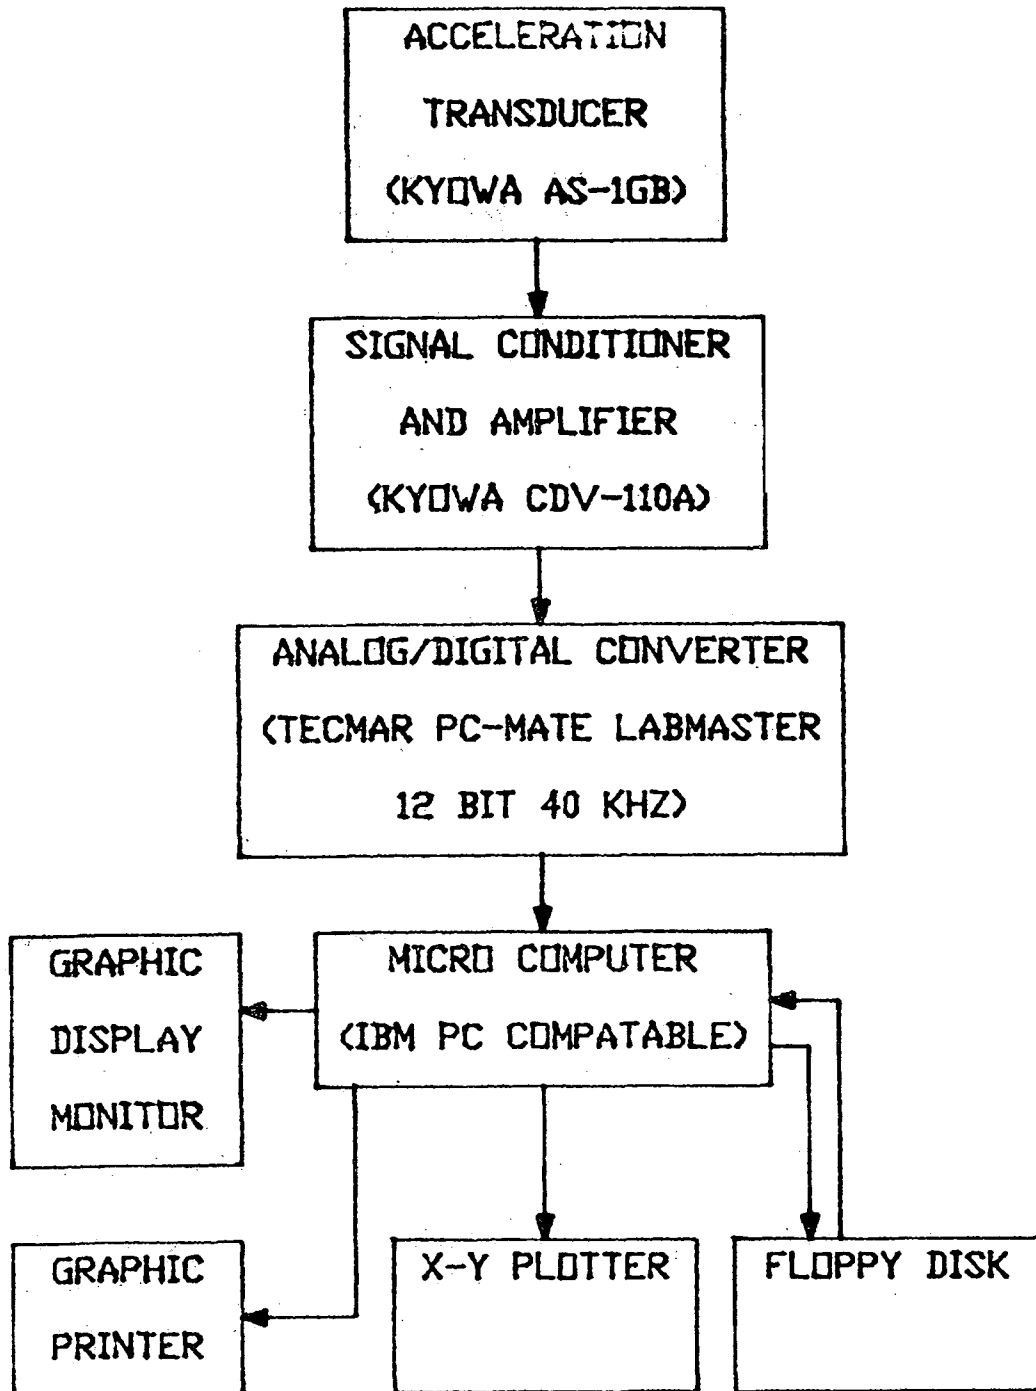 ACCELERATION
TRANSDUCER
(KYOWA AS-1GB)
SIGNAL CONDITIONER
AND AMPLIFIER
(KYOWA CDV-110A)
ANALOG/DIGITAL CONVERTER
(TECMAR PC-MATE LABMASTER
12 BIT 40 KHZ)
MICRO COMPUTER
(IBM PC COMPATABLE)
GRAPHIC
DISPLAY
MONITOR
GRAPHIC
PRINTER
X-Y PLOTTER
FLOPPY DISK